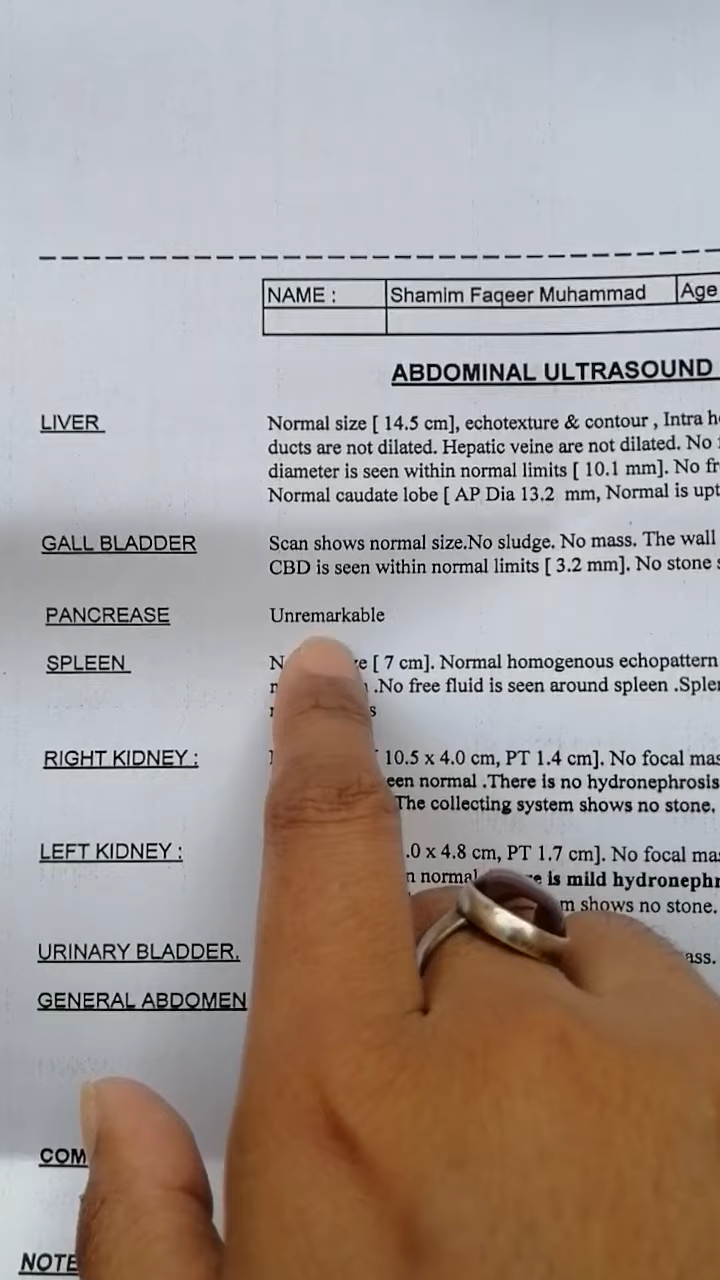 NAME : Shamim Faqeer Muhammad Age
ABDOMINAL ULTRASOUND
LIVER Normal size [ 14.5 cm], echotexture & contour , Intra
ducts are not dilated. Hepatic veine are not dilated. No
diameter is seen within normal limits [ 10.1 mm]. No
Normal caudate lobe [ AP Dia 13.2 mm, Normal is
GALL BLADDER Scan shows normal size.No sludge. No mass. The wall
CBD is seen within normal limits [ 3.2 mm]. No stone
PANCREASE Unremarkable
SPLEEN [ 7 cm]. Normal homogenous echopattern
.No free fluid is seen around spleen .
RIGHT KIDNEY : 10.5 x 4.0 cm, PT 1.4 cm]. No focal
normal .There is no hydronephrosis
The collecting system shows no stone.
LEFT KIDNEY : .0 x 4.8 cm, PT 1.7 cm]. No focal
normal is mild
shows no stone.
URINARY BLADDER.
GENERAL ABDOMEN
NOTE